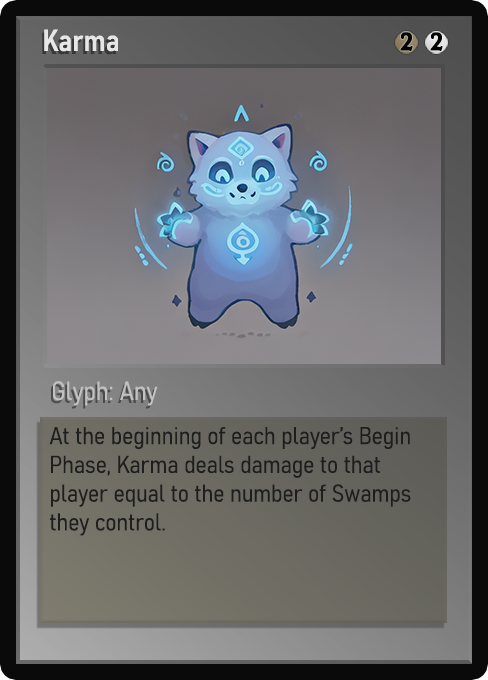 Karma 2 2
Glyph: Any
At the beginning of each player's Begin
Phase, Karma deals damage to that
player equal to the number of Swamps
they control.